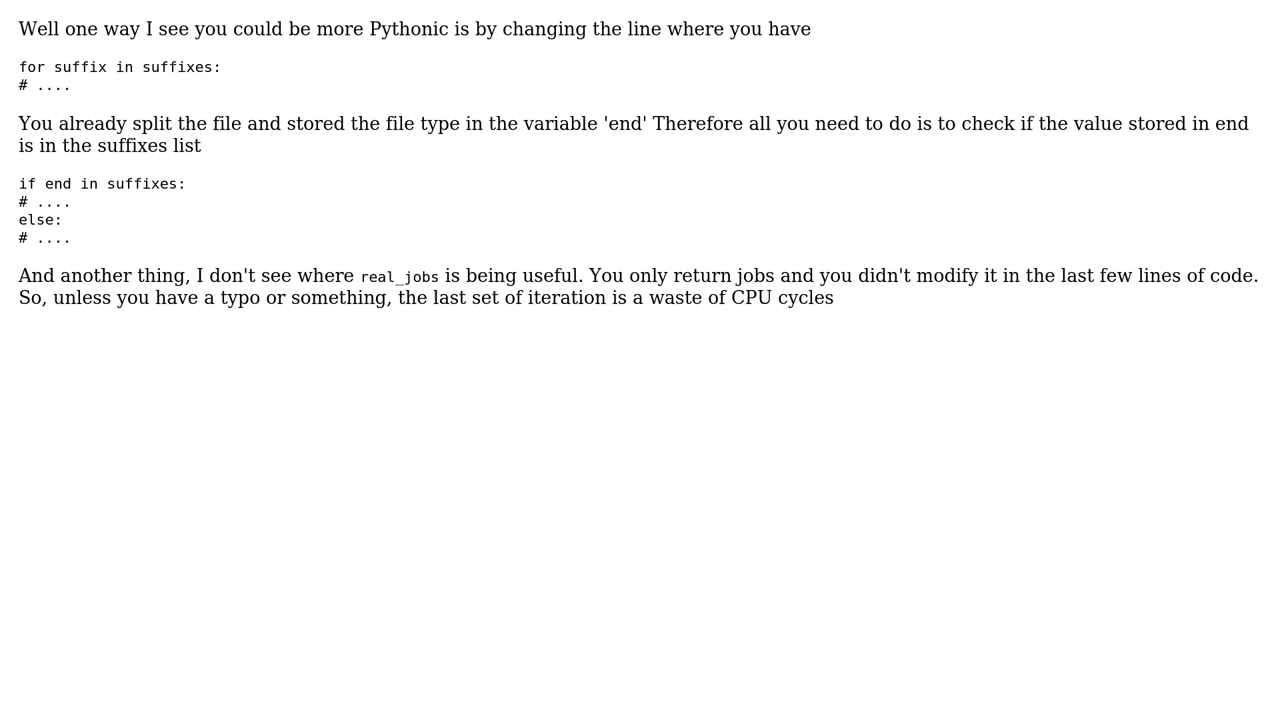 Well one way I see you could be more Pythonic is by changing the line where you have
for suffix in suffixes:
# ....
You already split the file and stored the file type in the variable 'end' Therefore all you need to do is to check if the value stored in end
is in the suffixes list
if end in suffixes:
# ....
else:
# ....
And another thing, I don't see where real_jobs is being useful. You only return jobs and you didn't modify it in the last few lines of code.
So, unless you have a typo or something, the last set of iteration is a waste of CPU cycles